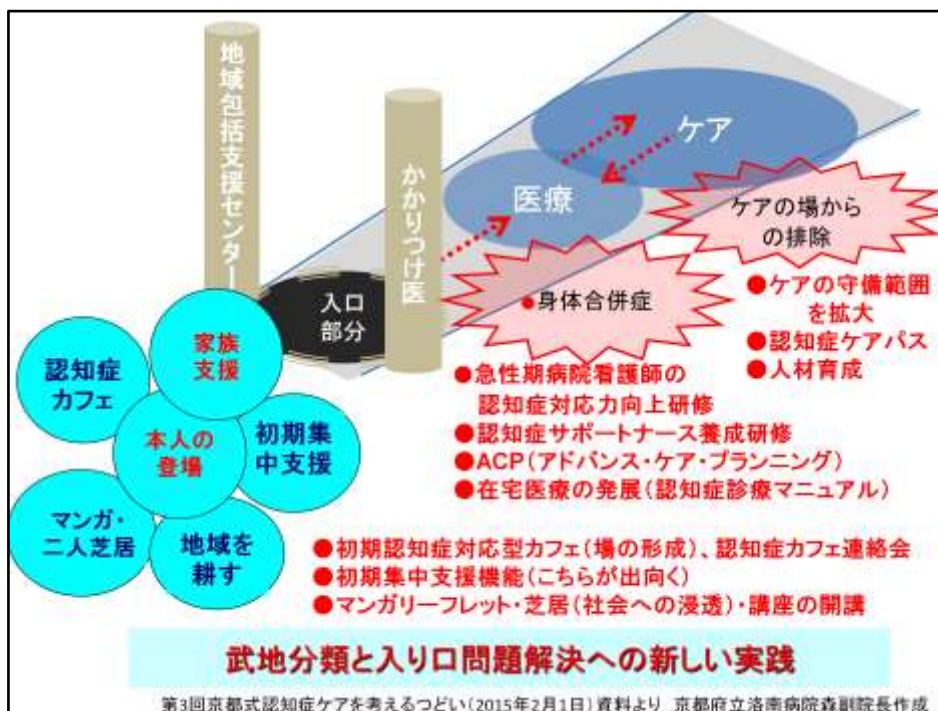 地域包括支援センター
かかりつけ医
ケア
医療
ケアの場から
の排除
入口
部分
●身体合併症
●ケアの守備範囲
を拡大
●認知症ケアパス
●人材育成
家族
支援
認知症
カフェ
本人の
登場
初期集
中支援
マンガ・
二人芝居
地域を
耕す
●急性期病院看護師の
認知症対応力向上研修
●認知症サポートナース養成研修
●ACP(アドバンス・ケア・プランニング)
●在宅医療の発展(認知症診療マニュアル)
●初期認知症対応型カフェ(場の形成)、認知症カフェ連絡会
●初期集中支援機能(こちらが出向く)
●マンガリーフレット・芝居(社会への浸透)・講座の開講
武地分類と入り口問題解決への新しい実践
第3回京都式認知症ケアを考えるつどい(2015年2月1日)資料より 京都府立洛南病院森副院長作成